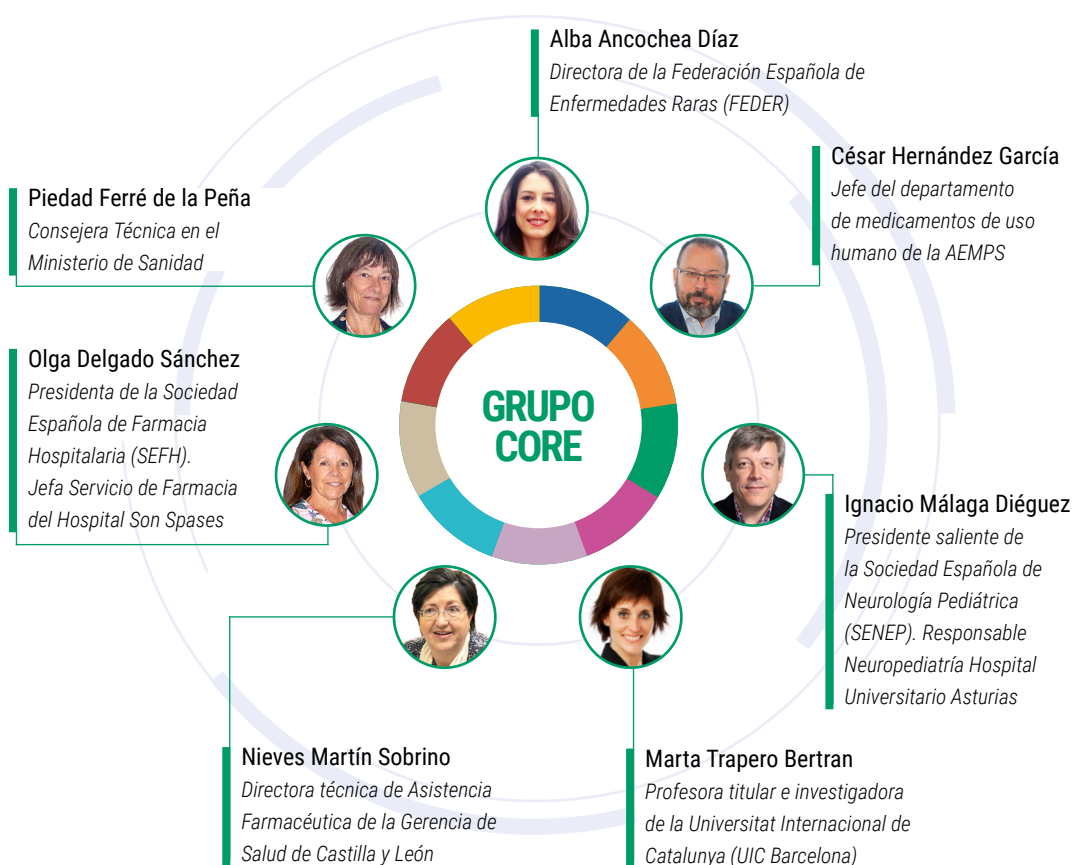 Alba Ancochea Díaz
Directora de la Federación Española de
Enfermedades Raras (FEDER)
César Hernández García
Jefe del departamento
de medicamentos de uso
humano de la AEMPS
Piedad Ferré de la Peña
Consejera Técnica en el
Ministerio de Sanidad
Olga Delgado Sánchez
Presidenta de la Sociedad
Española de Farmacia
Hospitalaria (SEFH).
Jefa Servicio de Farmacia
del Hospital Son Spases
GRUPO
CORE
Ignacio Málaga Diéguez
Presidente saliente de
la Sociedad Española de
Neurología Pediátrica
(SENEP). Responsable
Neuropediatría Hospital
Universitario Asturias
Nieves Martín Sobrino
Directora técnica de Asistencia
Farmacéutica de la Gerencia de
Salud de Castilla y León
Marta Trapero Bertran
Profesora titular e investigadora
de la Universitat Internacional de
Catalunya (UIC Barcelona)